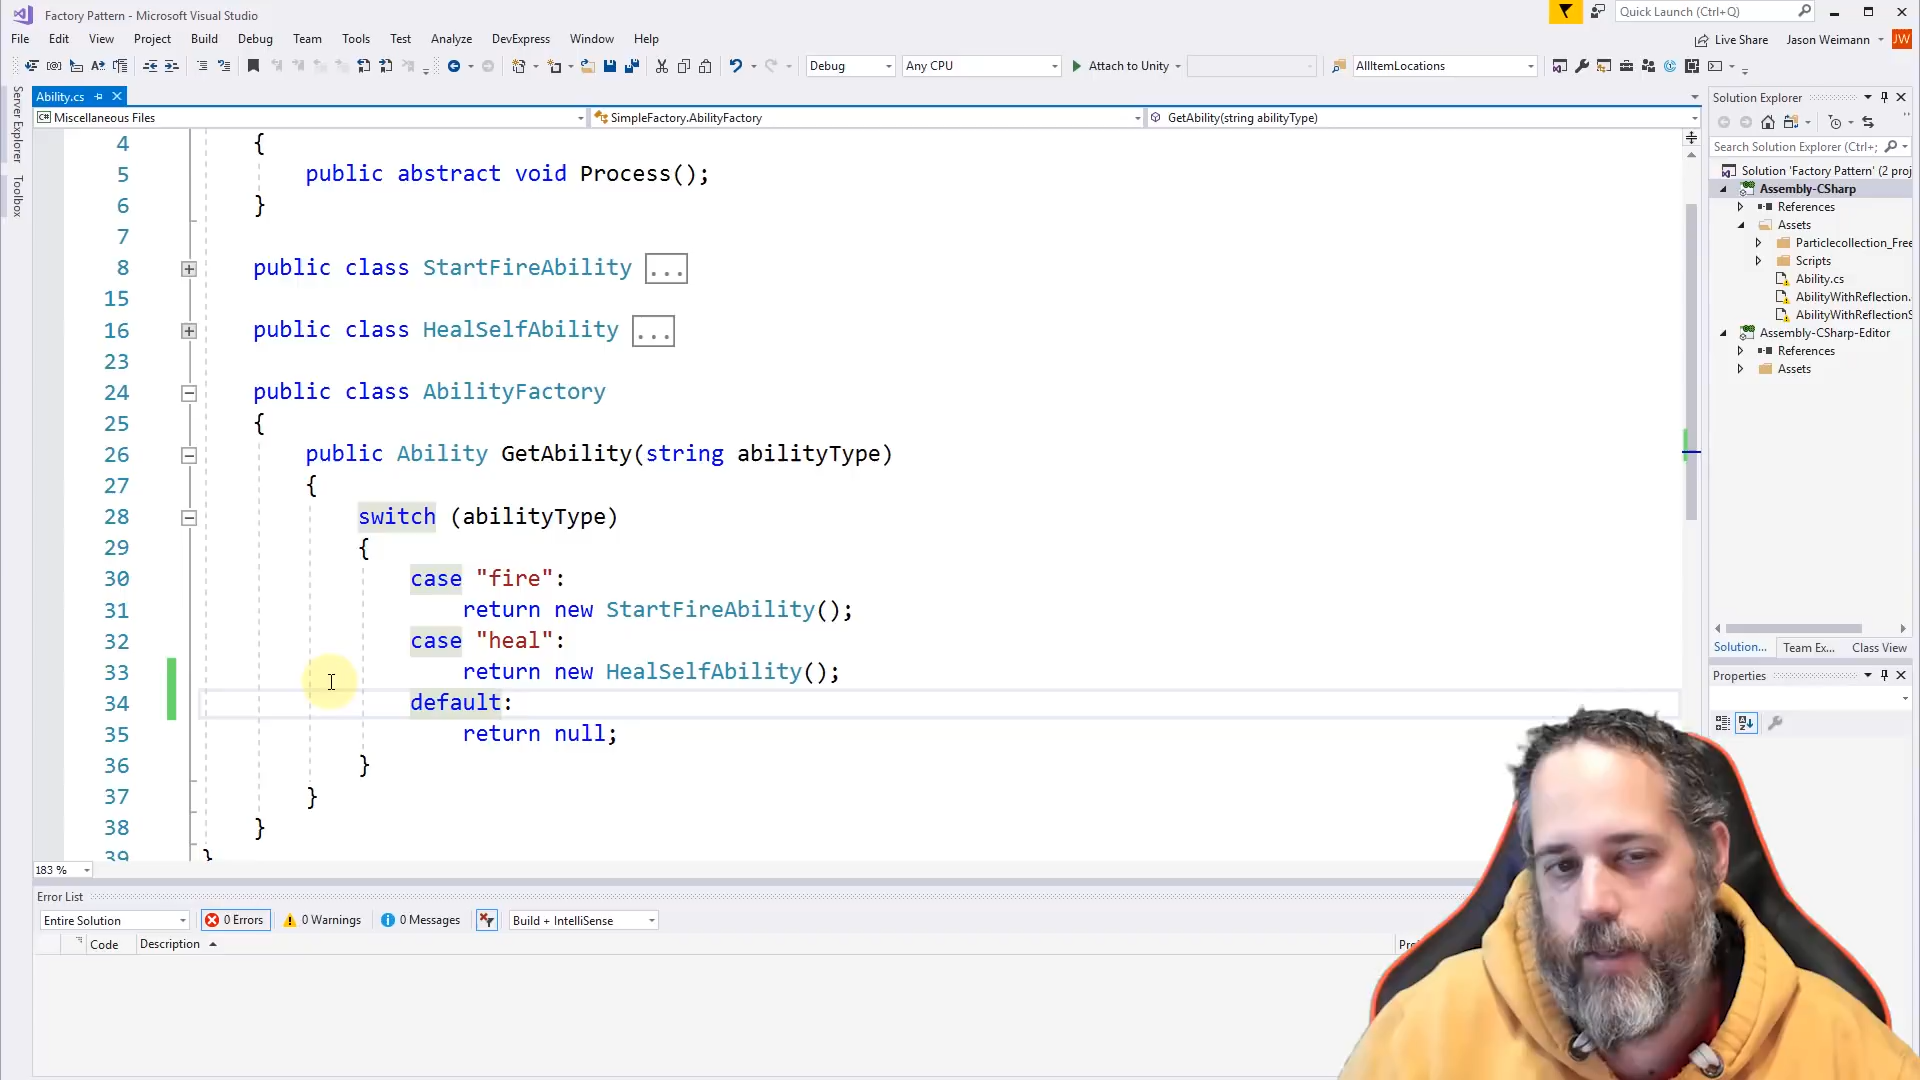 Factory Pattern - Microsoft Visual Studio
Quick Launch (Ctrl+Q)
File Edit View Project Build Debug Team Tools Test Analyze DevExpress Window Help
Live Share Jason Weimann JW
Debug Any CPU Attach to Unity AllItemLocations
Server Explorer
Toolbox
Ability.cs
Miscellaneous Files SimpleFactory.AbilityFactory GetAbility(string abilityType)
4 {
5 public abstract void Process();
6 }
7
8 public class StartFireAbility ...
15
16 public class HealSelfAbility ...
23
24 public class AbilityFactory
25 {
26 public Ability GetAbility(string abilityType)
27 {
28 switch (abilityType)
29 {
30 case "fire":
31 return new StartFireAbility();
32 case "heal":
33 return new HealSelfAbility();
34 default:
35 return null;
36 }
37 }
38 }
39 }
183 %
Error List
Entire Solution 0 Errors 0 Warnings 0 Messages Build + IntelliSense
Code Description
Solution Explorer
Search Solution Explorer (Ctrl+;
Solution 'Factory Pattern' (2 proj
Assembly-CSharp
References
Assets
Particlecollection_Free
Scripts
Ability.cs
AbilityWithReflection.
AbilityWithReflectionS
Assembly-CSharp-Editor
References
Assets
Solution... Team Ex... Class View
Properties